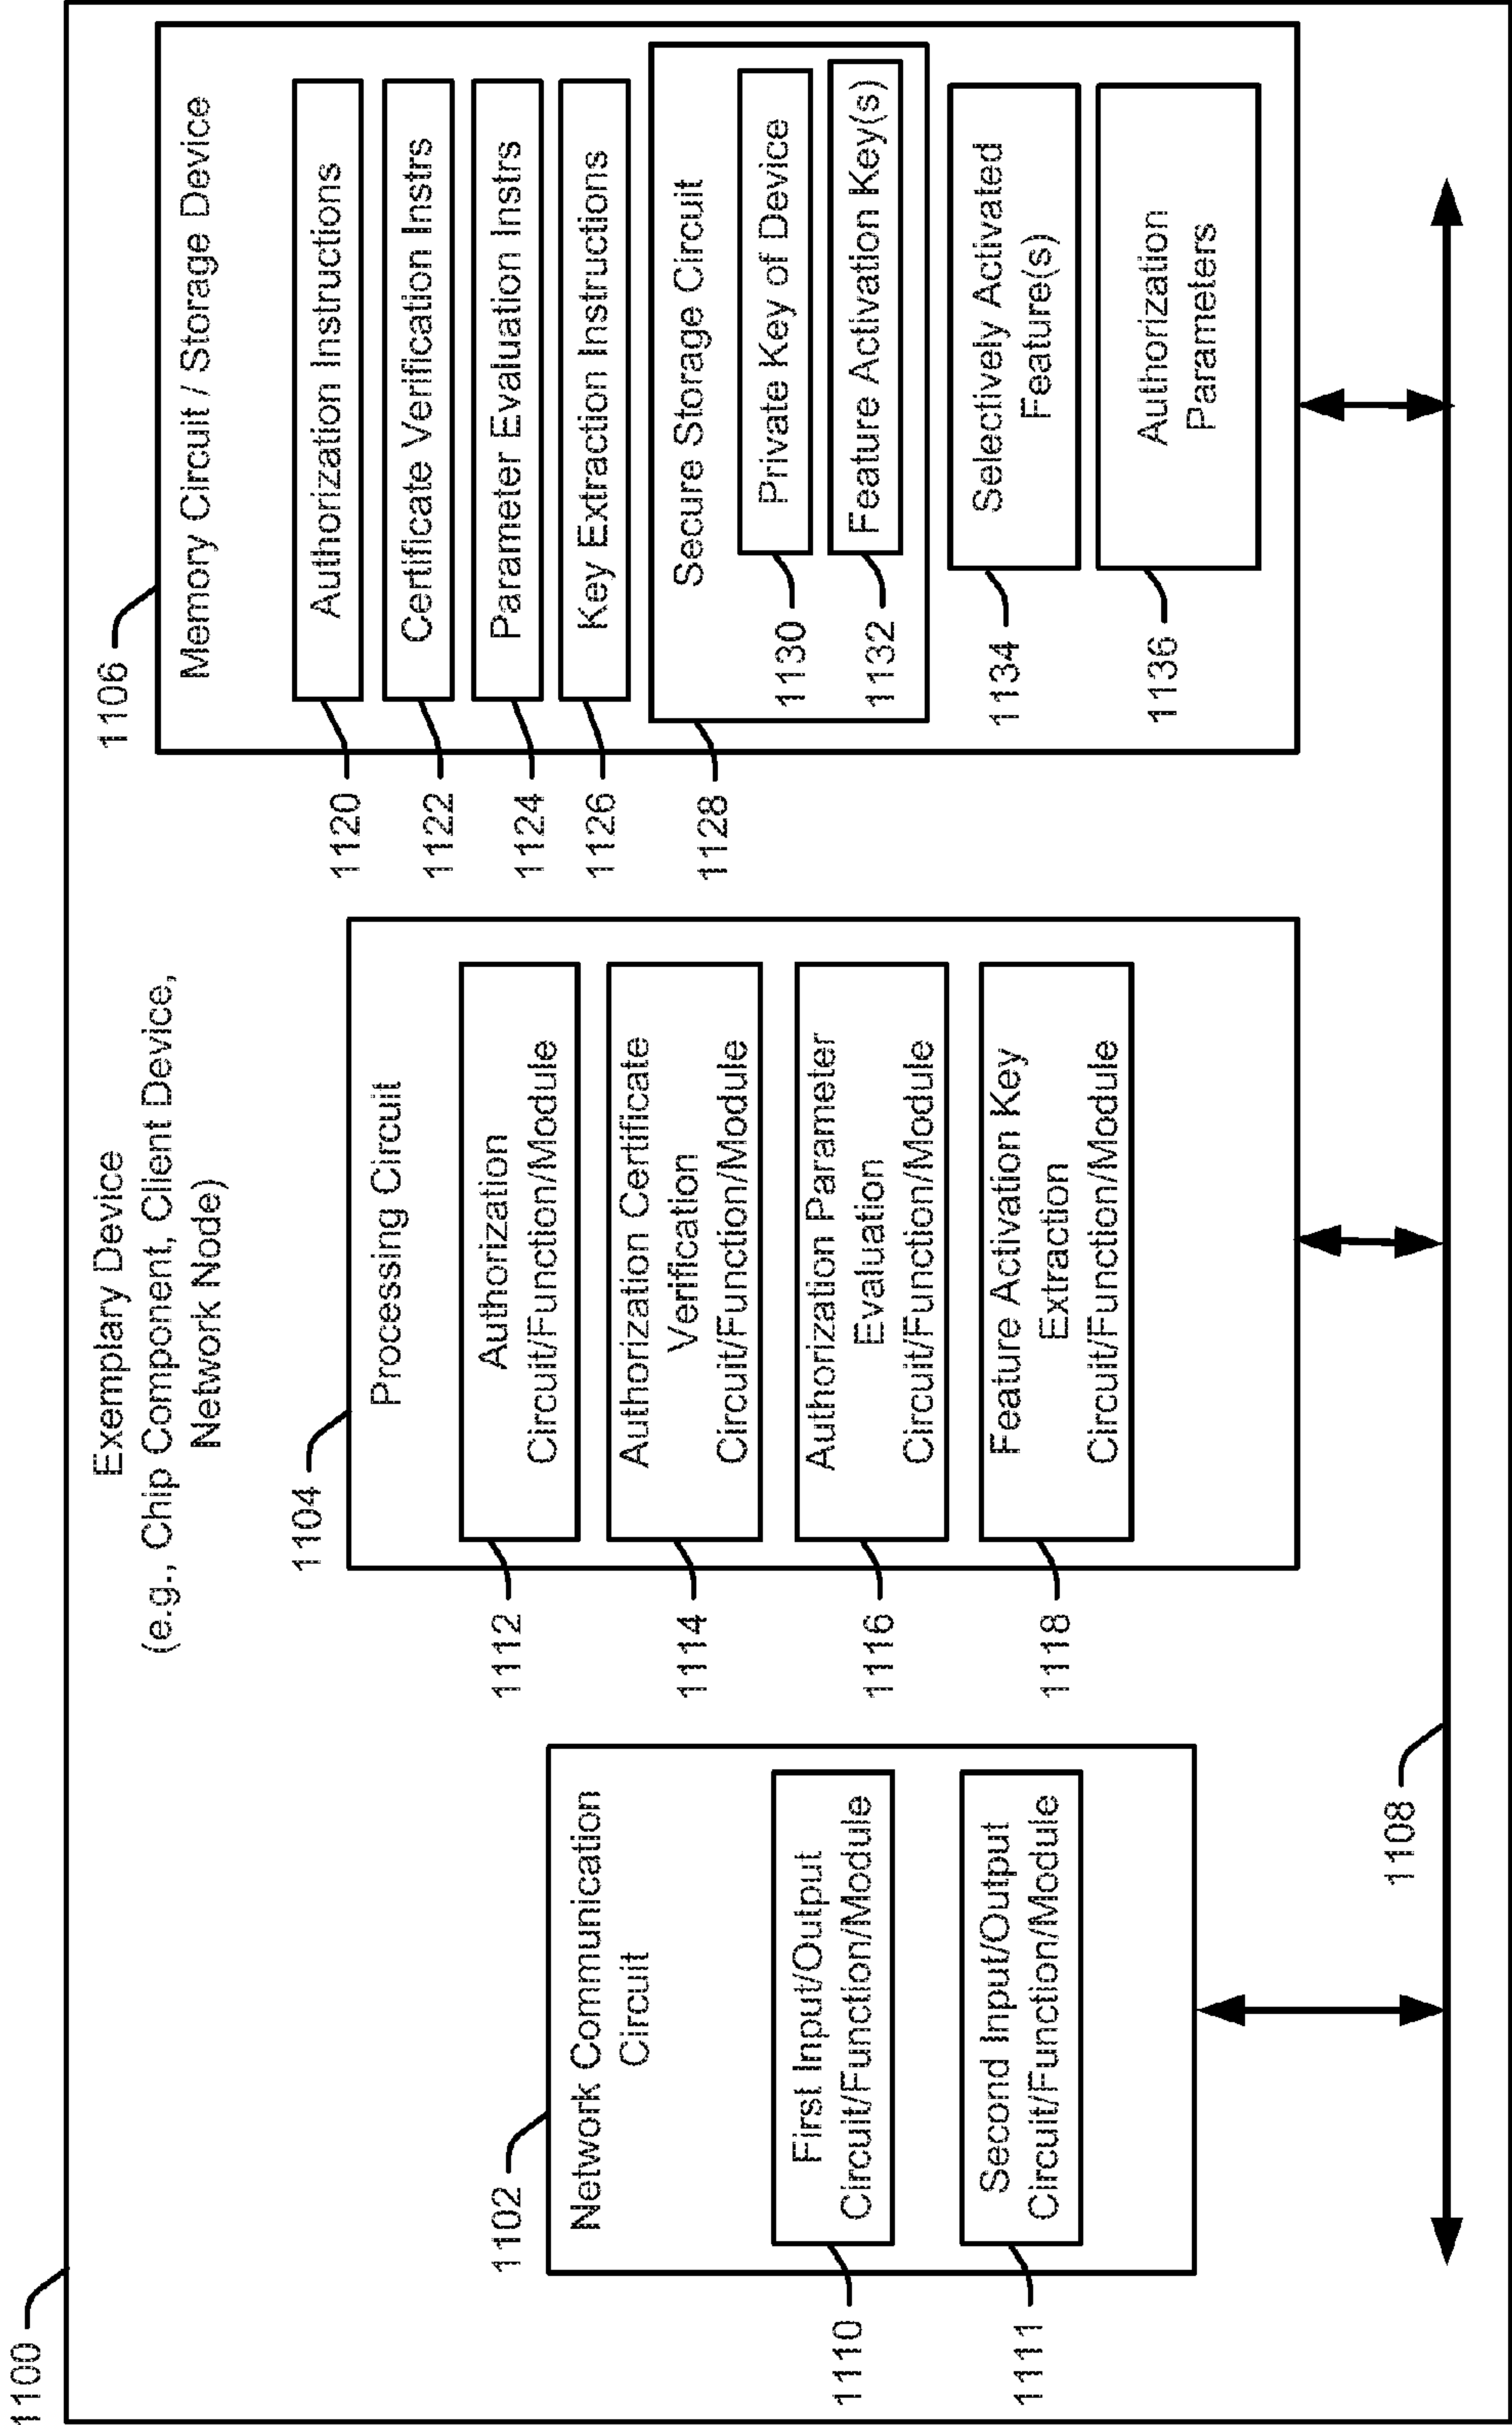 1100
Exemplary Device
(e.g., Chip Component, Client Device,
Network Node)
1102
Network Communication
Circuit
1110
First Input/Output
Circuit/Function/Module
1111
Second Input/Output
Circuit/Function/Module
1104
Processing Circuit
1112
Authorization
Circuit/Function/Module
1114
Authorization Certificate
Verification
Circuit/Function/Module
1116
Authorization Parameter
Evaluation
Circuit/Function/Module
1118
Feature Activation Key
Extraction
Circuit/Function/Module
1106
Memory Circuit / Storage Device
1120
Authorization Instructions
1122
Certificate Verification Instrs
1124
Parameter Evaluation Instrs
1126
Key Extraction Instructions
1128
Secure Storage Circuit
1130
Private Key of Device
1132
Feature Activation Key(s)
1134
Selectively Activated
Feature(s)
1136
Authorization
Parameters
1108